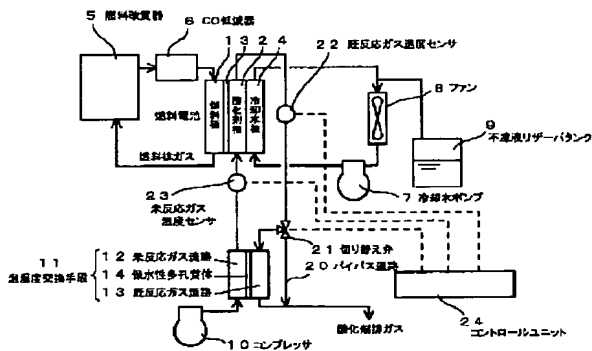 5 燃料改質器
6 CO低減器
1 3 2 4
22 既反応ガス温度センサ
8 ファン
燃料電池
燃料極
酸化剤極
冷却水極
9
不凍液リザーバタンク
燃料排ガス
23
未反応ガス
温度センサ
7 冷却水ポンプ
21 切り替え弁
11
温湿度交換手段
12 未反応ガス流路
14 保水性多孔質体
13 既反応ガス流路
20 バイパス通路
24
コントロールユニット
酸化剤排ガス
10 コンプレッサ